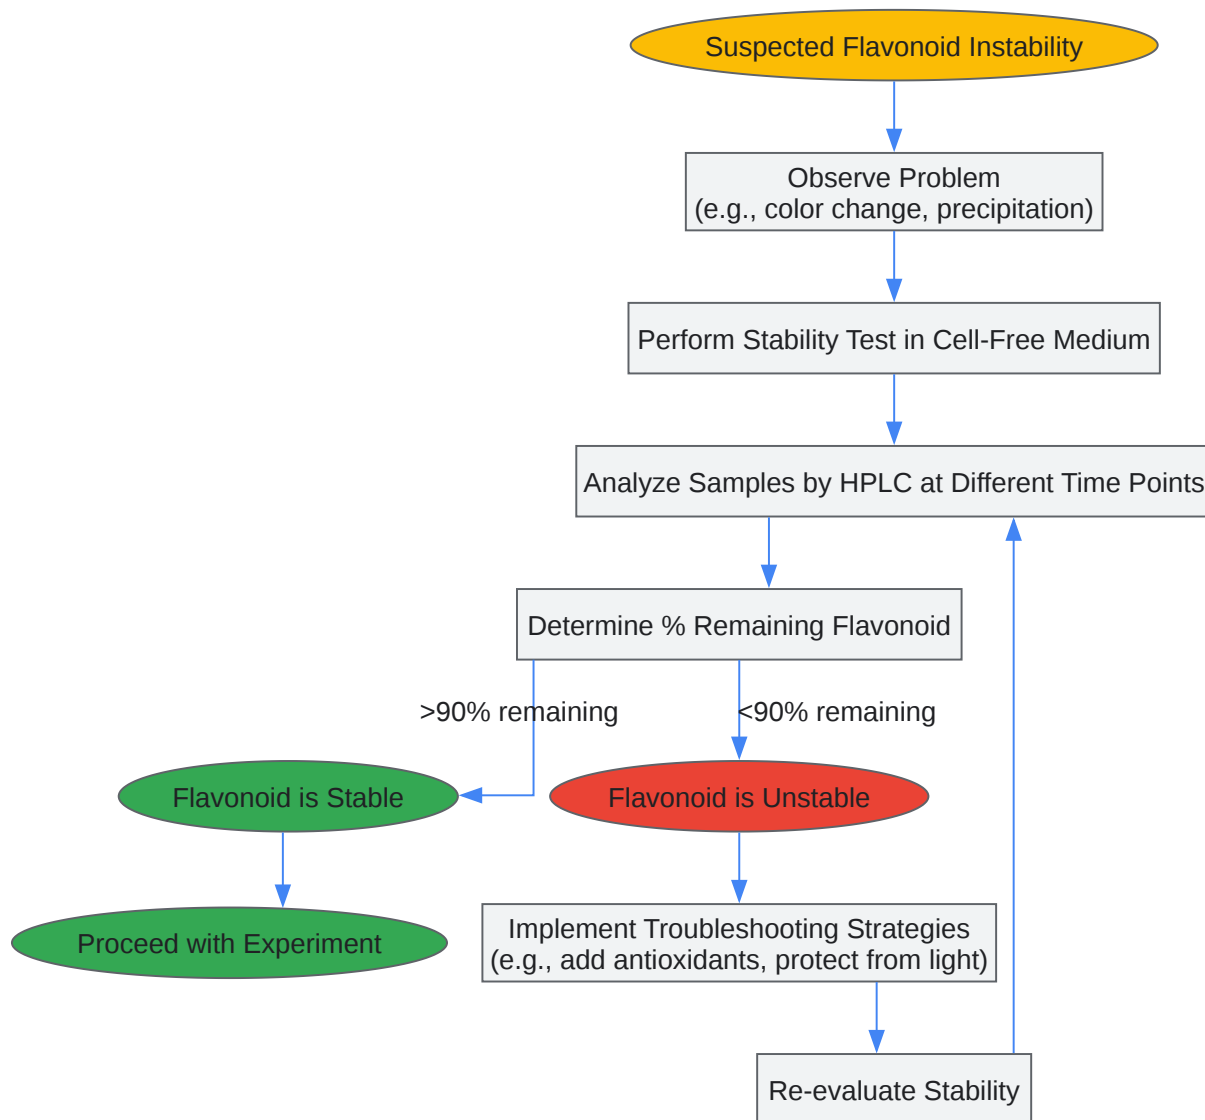 Suspected Flavonoid Instability
Observe Problem
(e.g., color change, precipitation)
Perform Stability Test in Cell-Free Medium
Analyze Samples by HPLC at Different Time Points
Determine % Remaining Flavonoid
>90% remaining
<90% remaining
Flavonoid is Stable
Flavonoid is Unstable
Proceed with Experiment
Implement Troubleshooting Strategies
(e.g., add antioxidants, protect from light)
Re-evaluate Stability